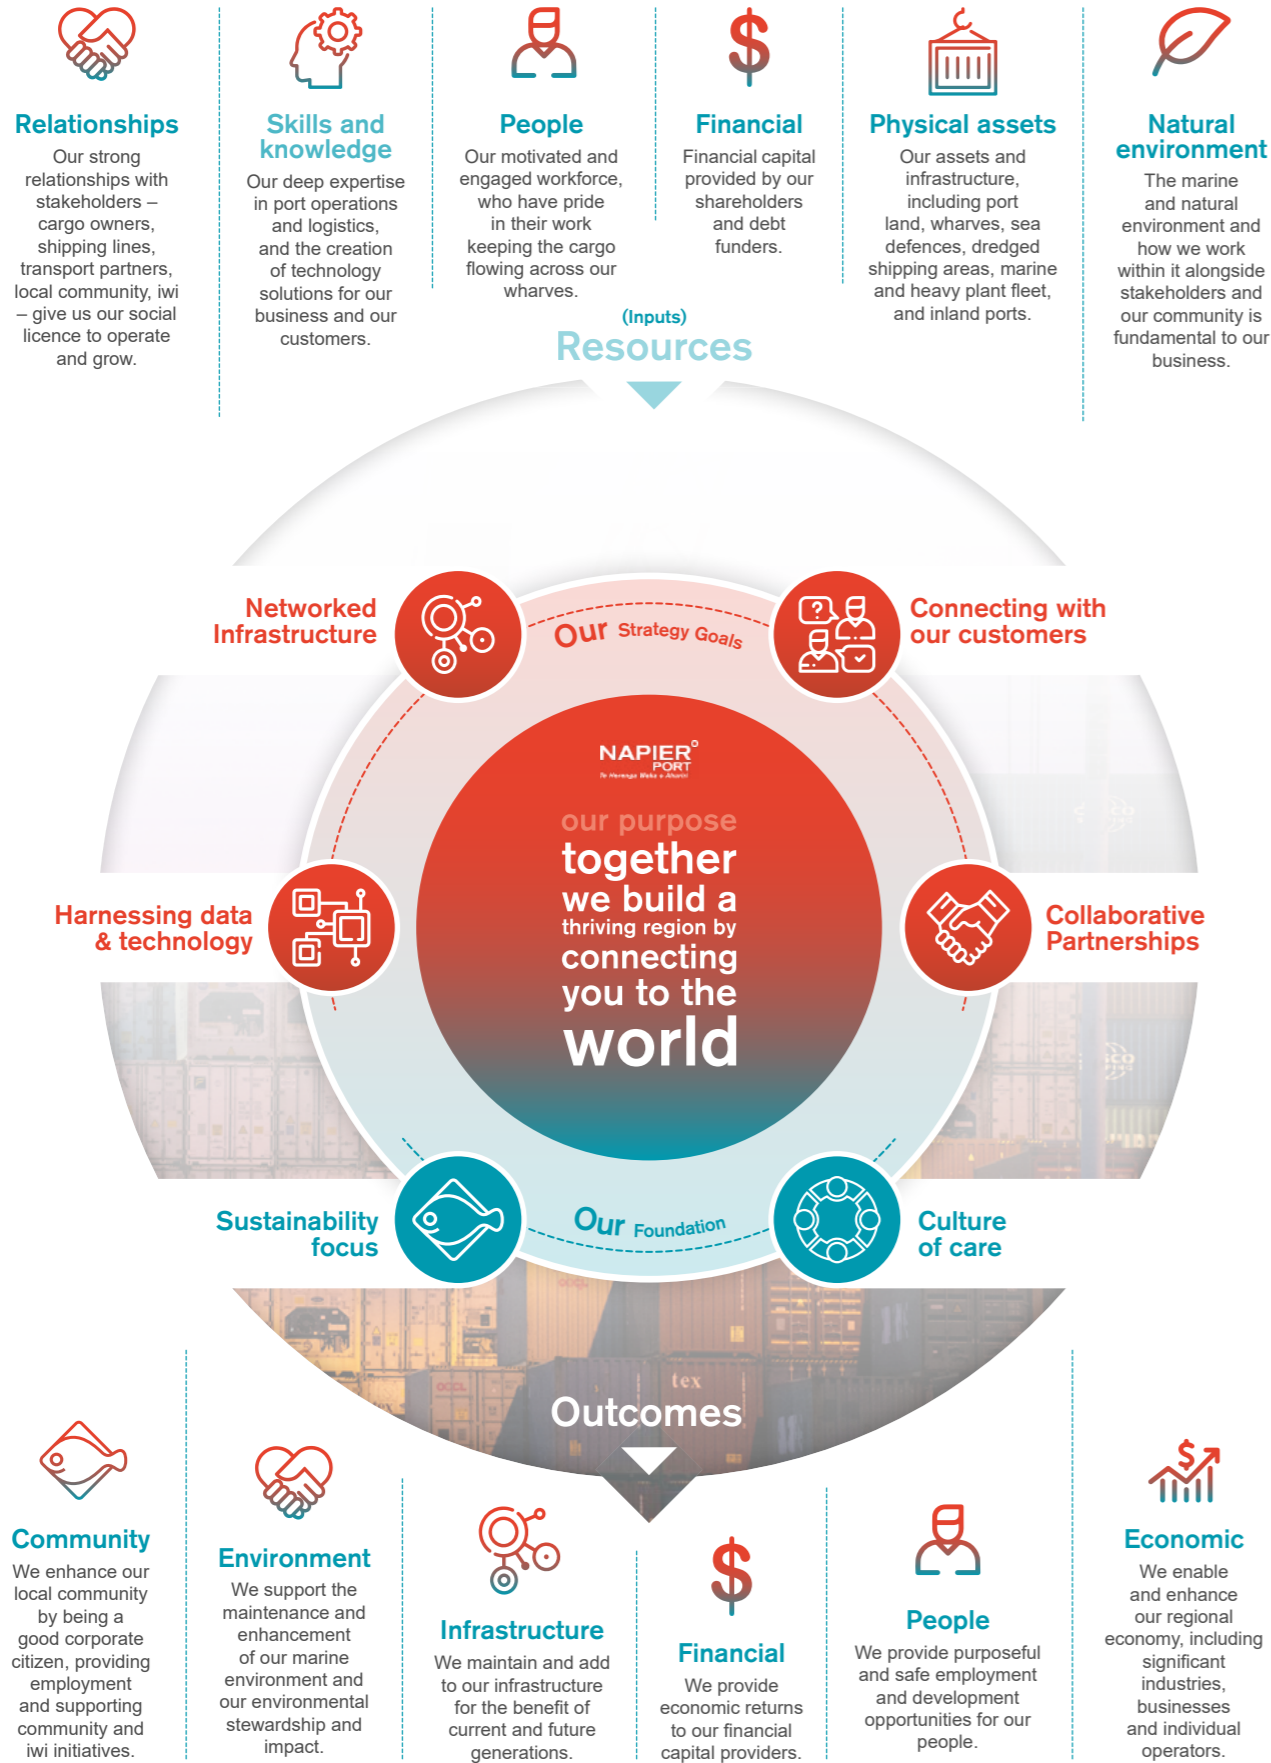 Relationships
Our strong
relationships with
stakeholders –
cargo owners,
shipping lines,
transport partners,
local community, iwi
– give us our social
licence to operate
and grow.
Skills and
knowledge
Our deep expertise
in port operations
and logistics,
and the creation
of technology
solutions for our
business and our
customers.
People
Our motivated and
engaged workforce,
who have pride
in their work
keeping the cargo
flowing across our
wharves.
Financial
Financial capital
provided by our
shareholders
and debt
funders.
Physical assets
Our assets and
infrastructure,
including port
land, wharves, sea
defences, dredged
shipping areas, marine
and heavy plant fleet,
and inland ports.
Natural
environment
The marine
and natural
environment and
how we work
within it alongside
stakeholders and
our community is
fundamental to our
business.
(Inputs)
Resources
Networked
Infrastructure
Our Strategy Goals
Connecting with
our customers
NAPIER
PORT
Te Herenga Waka o Ahuriri
our purpose
together
we build a
thriving region by
connecting
you to the
world
Harnessing data
& technology
Collaborative
Partnerships
Sustainability
focus
Our Foundation
Culture
of care
OOCL
tex
Outcomes
Community
We enhance our
local community
by being a
good corporate
citizen, providing
employment
and supporting
community and
iwi initiatives.
Environment
We support the
maintenance and
enhancement
of our marine
environment and
our environmental
stewardship and
impact.
Infrastructure
We maintain and add
to our infrastructure
for the benefit of
current and future
generations.
Financial
We provide
economic returns
to our financial
capital providers.
People
We provide purposeful
and safe employment
and development
opportunities for our
people.
Economic
We enable
and enhance
our regional
economy, including
significant
industries,
businesses
and individual
operators.